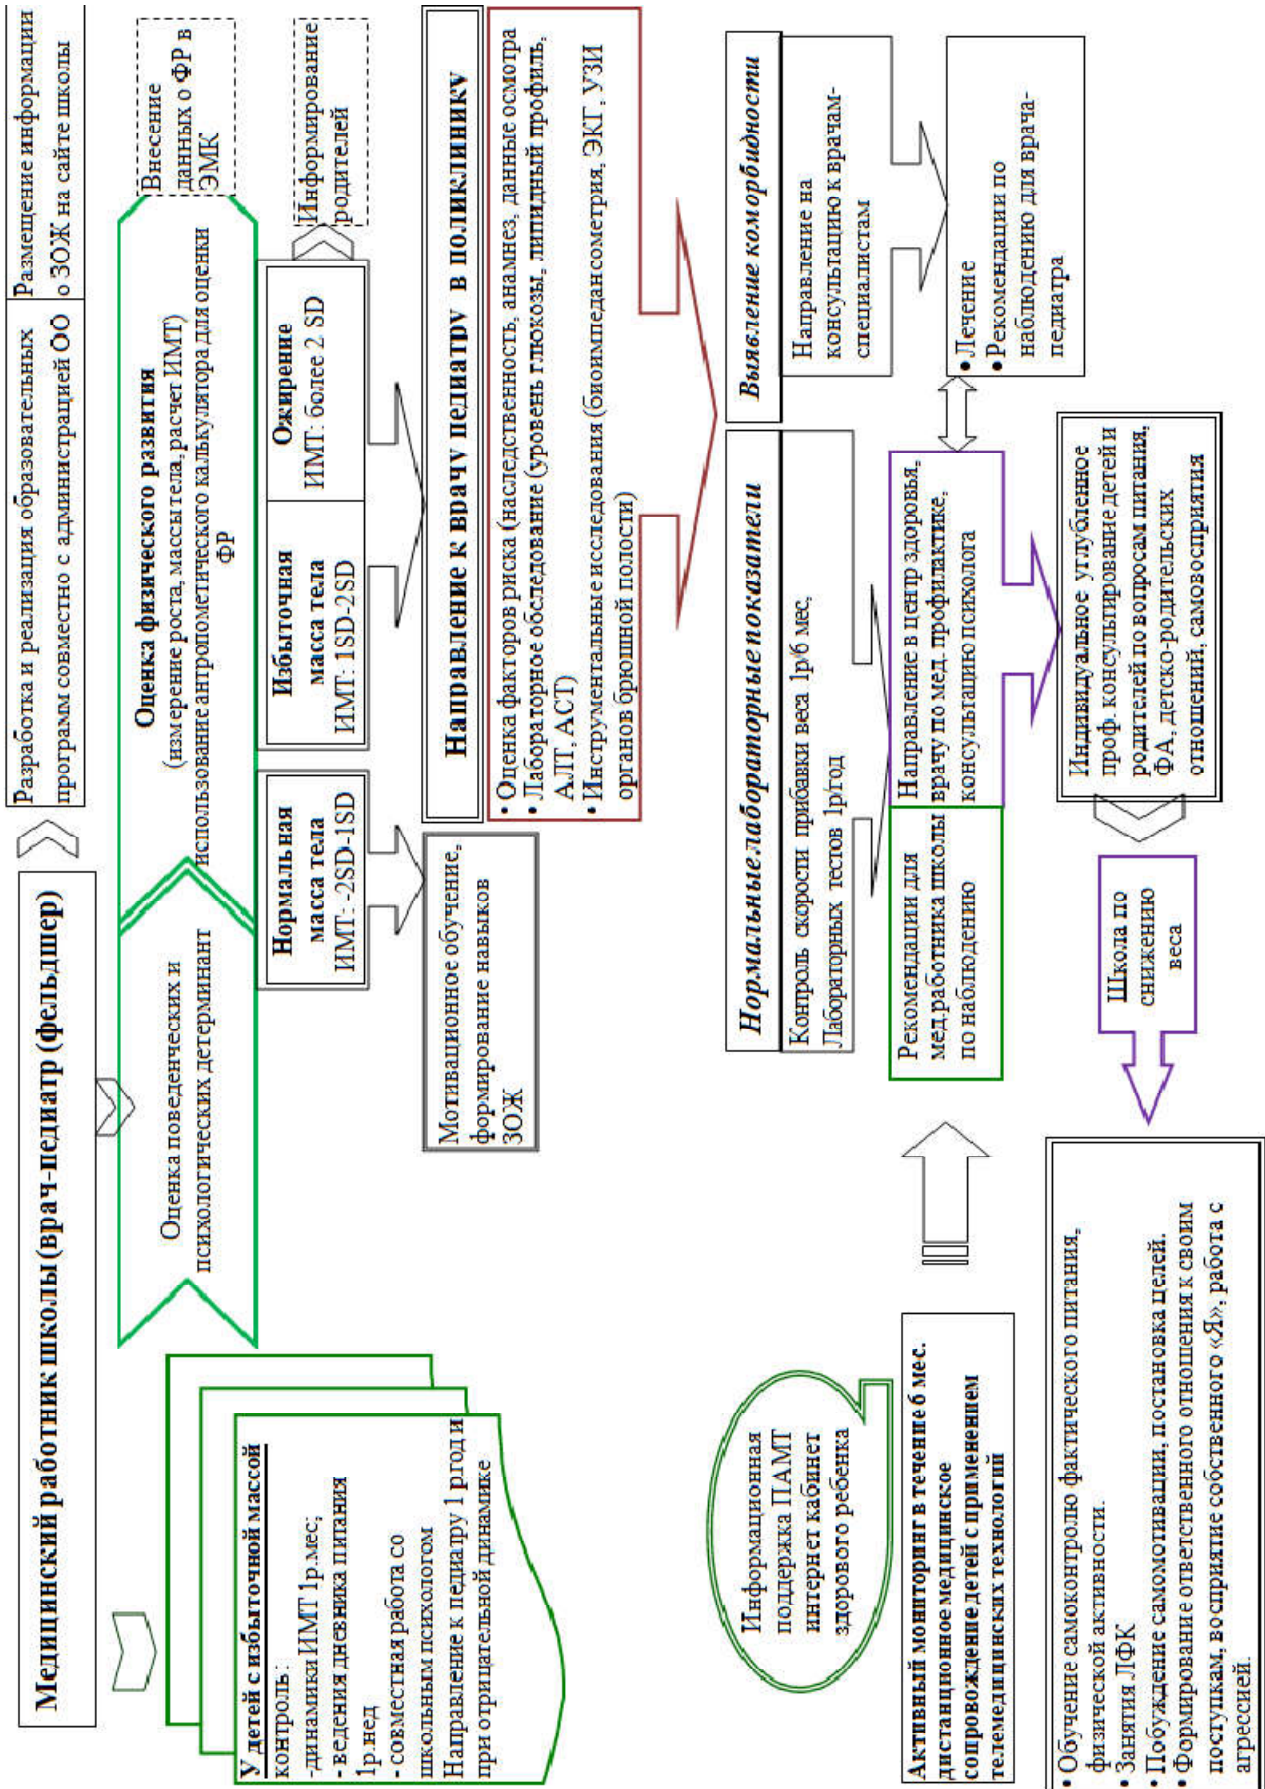 Медицинский работник школы (врач-педиатр (фельдшер)
Разработка и реализация образовательных
программ совместно с администрацией ОО
Размещение информации
о ЗОЖ на сайте школы
Оценка поведенческих и
психологических детерминант
Оценка физического развития
(измерение роста, массы тела, расчет ИМТ)
использование антропометрического калькулятора для оценки
ФР
Внесение
данных о ФР в
ЭМК
Нормальная
масса тела
ИМТ: -2SD-1SD
Избыточная
масса тела
ИМТ: 1SD-2SD
Ожирение
ИМТ: более 2 SD
Информирование
родителей
У детей с избыточной массой
контроль:
-динамики ИМТ 1р.мес;
- ведения дневника питания
1р.нед
- совместная работа со
школьным психологом
Направление к педиатру 1 р.год и
при отрицательной динамике
Мотивационное обучение,
формирование навыков
ЗОЖ
Направление к врачу педиатру в поликлинику
• Оценка факторов риска (наследственность, анамнез, данные осмотра
• Лабораторное обследование (уровень глюкозы, липидный профиль,
АЛТ, АСТ)
• Инструментальные исследования (биоимпедансометрия, ЭКГ, УЗИ
органов брюшной полости)
Нормальные лабораторные показатели
Контроль скорости прибавки веса 1р/6 мес,
Лабораторных тестов 1р/год
Выявление коморбидности
Направление на
консультацию к врачам-
специалистам
Информационная
поддержка ПАМТ
интернет кабинет
здорового ребенка
Активный мониторинг в течение 6 мес.
дистанционное медицинское
сопровождение детей с применением
телемедицинских технологий
Рекомендации для
мед.работника школы
по наблюдению
Направление в центр здоровья,
врачу по мед. профилактике,
консультацию психолога
• Лечение
• Рекомендации по
наблюдению для врача-
педиатра
Индивидуальное углубленное
проф. консультирование детей и
родителей по вопросам питания,
ФА, детско-родительских
отношений, самовосприятия
Школа по
снижению
веса
• Обучение самоконтролю фактического питания,
физической активности.
• Занятия ЛФК
• Побуждение самомотивации, постановка целей.
• Формирование ответственного отношения к своим
поступкам, восприятие собственного «Я», работа с
агрессией.